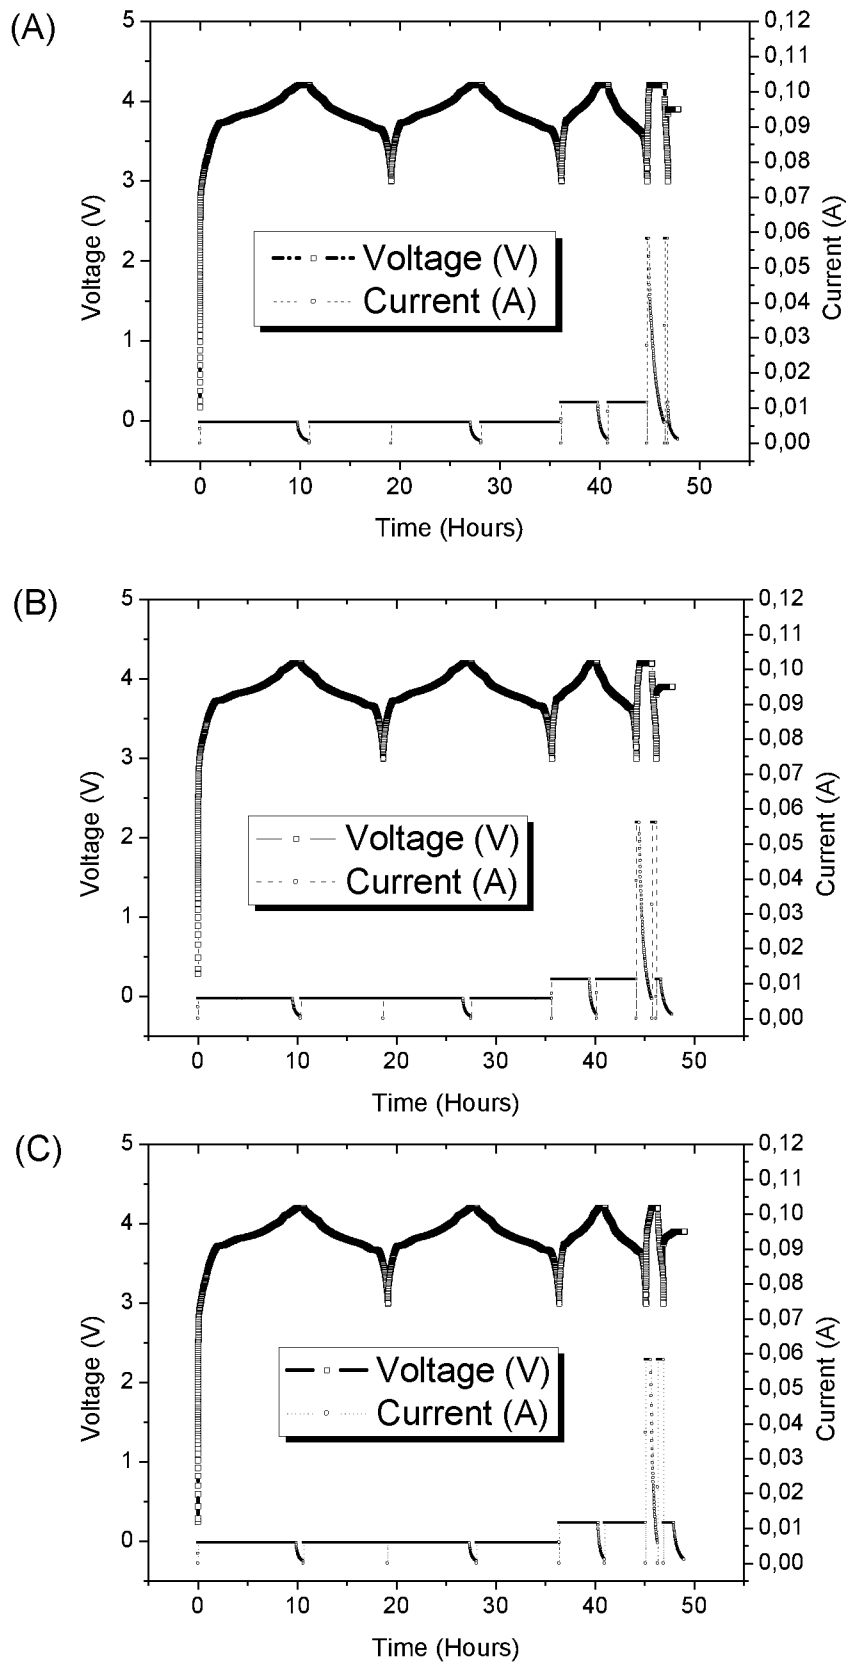 (A)
5
4
3
2
1
0
Voltage (V)
0,12
0,11
0,10
0,09
0,08
0,07
0,06
0,05
0,04
0,03
0,02
0,01
0,00
Current (A)
Voltage (V)
Current (A)
0 10 20 30 40 50
Time (Hours)
(B)
5
4
3
2
1
0
Voltage (V)
0,12
0,11
0,10
0,09
0,08
0,07
0,06
0,05
0,04
0,03
0,02
0,01
0,00
Current (A)
Voltage (V)
Current (A)
0 10 20 30 40 50
Time (Hours)
(C)
5
4
3
2
1
0
Voltage (V)
0,12
0,11
0,10
0,09
0,08
0,07
0,06
0,05
0,04
0,03
0,02
0,01
0,00
Current (A)
Voltage (V)
Current (A)
0 10 20 30 40 50
Time (Hours)